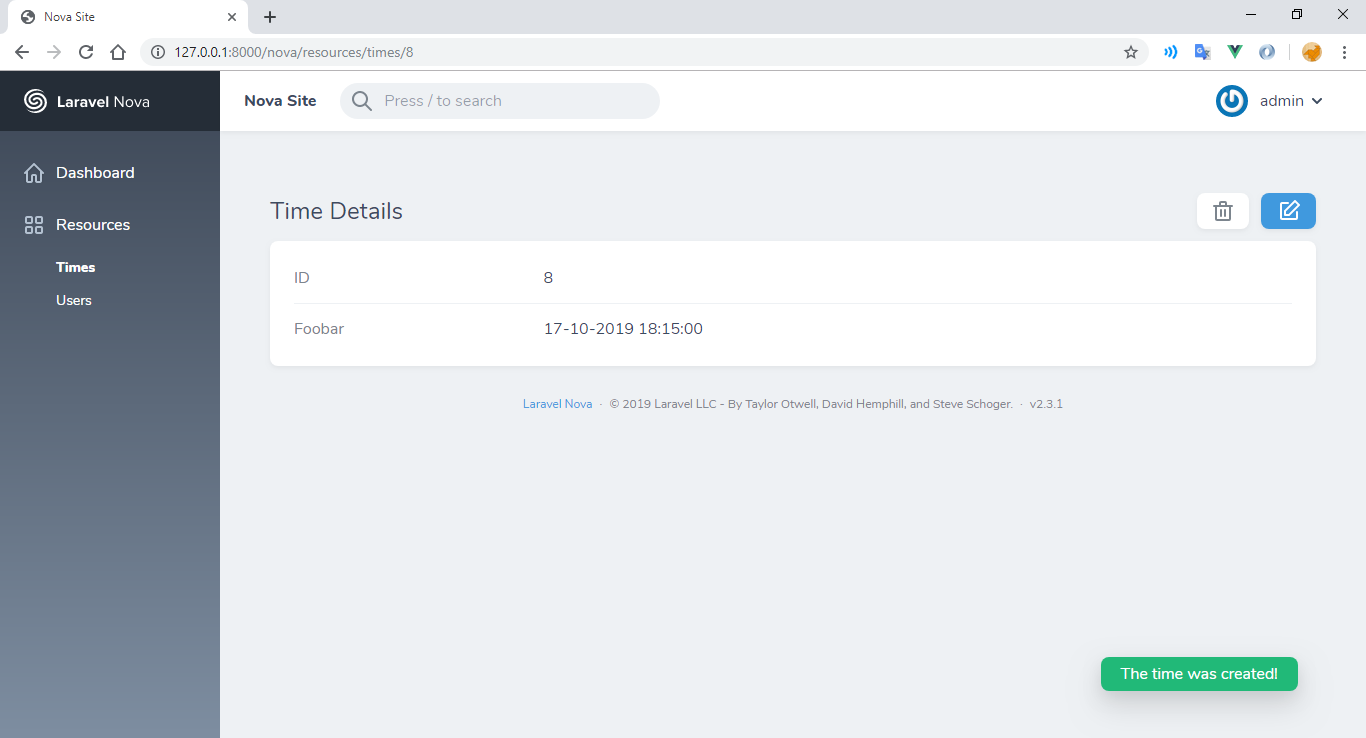 Nova Site
127.0.0.1:8000/nova/resources/times/8
Laravel Nova
Nova Site
Press / to search
admin
Dashboard
Resources
Times
Users
Time Details
ID 8
Foobar 17-10-2019 18:15:00
Laravel Nova · © 2019 Laravel LLC - By Taylor Otwell, David Hemphill, and Steve Schoger. · v2.3.1
The time was created!